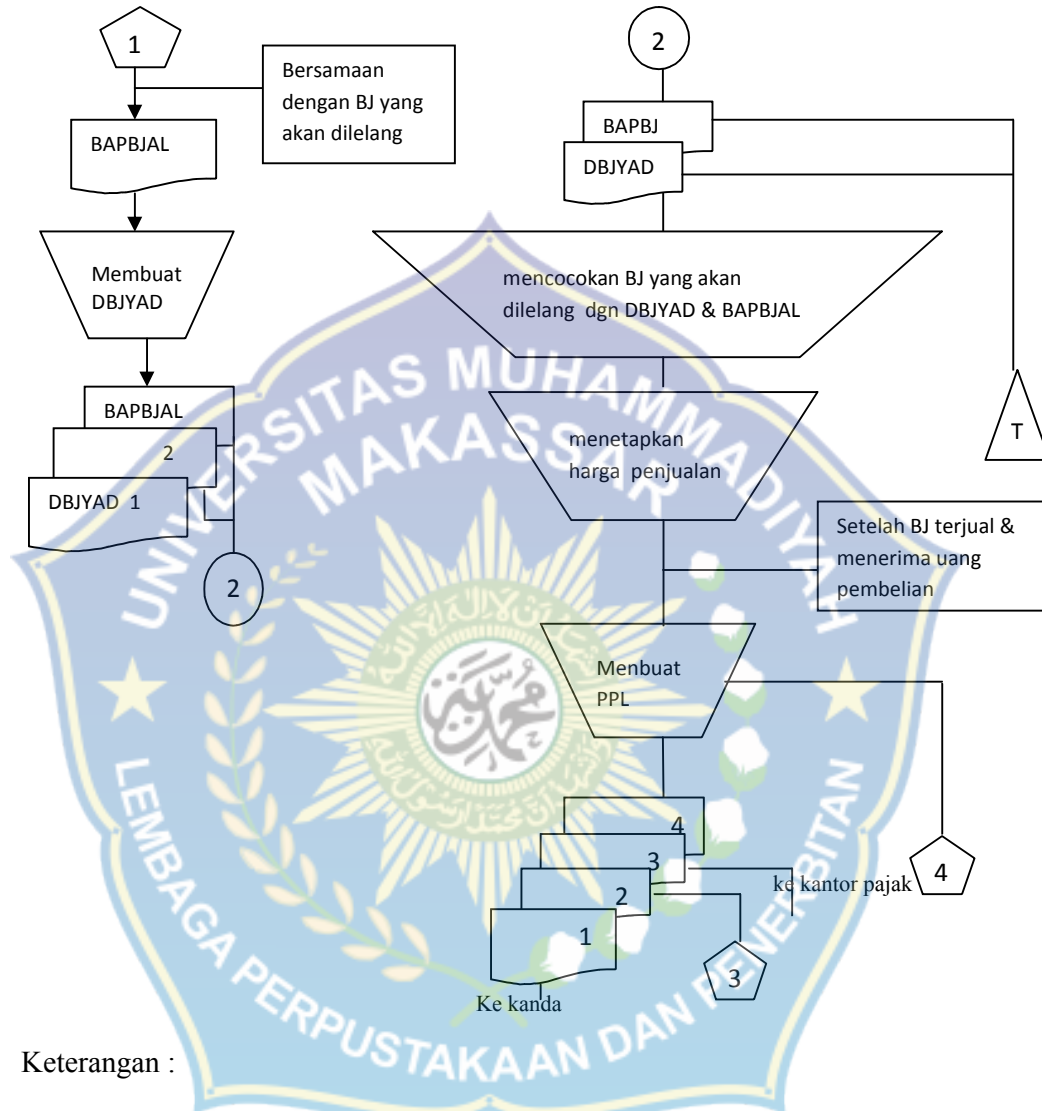 1
Bersamaan
dengan BJ yang
akan dilelang
BAPBJAL
Membuat
DBJYAD
BAPBJAL
2
DBJYAD 1
2
2
BAPBJ
DBJYAD
mencocokan BJ yang akan
dilelang dgn DBJYAD & BAPBJAL
menetapkan
harga penjualan
T
Setelah BJ terjual &
menerima uang
pembelian
Menbuat
PPL
4
3
2
1
ke kantor pajak
4
3
Ke kanda
Keterangan :
UNIVERSITAS MUHAMMADIYAH
MAKASSAR
LEMBAGA PERPUSTAKAAN DAN PENERBITAN